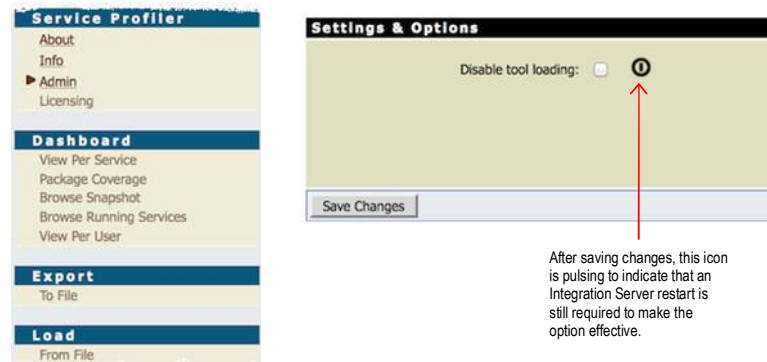 Service Profiler
About
Info
Admin
Licensing
Dashboard
View Per Service
Package Coverage
Browse Snapshot
Browse Running Services
View Per User
Export
To File
Load
From File
Settings & Options
Disable tool loading:
Save Changes
After saving changes, this icon
is pulsing to indicate that an
Integration Server restart is
still required to make the
option effective.